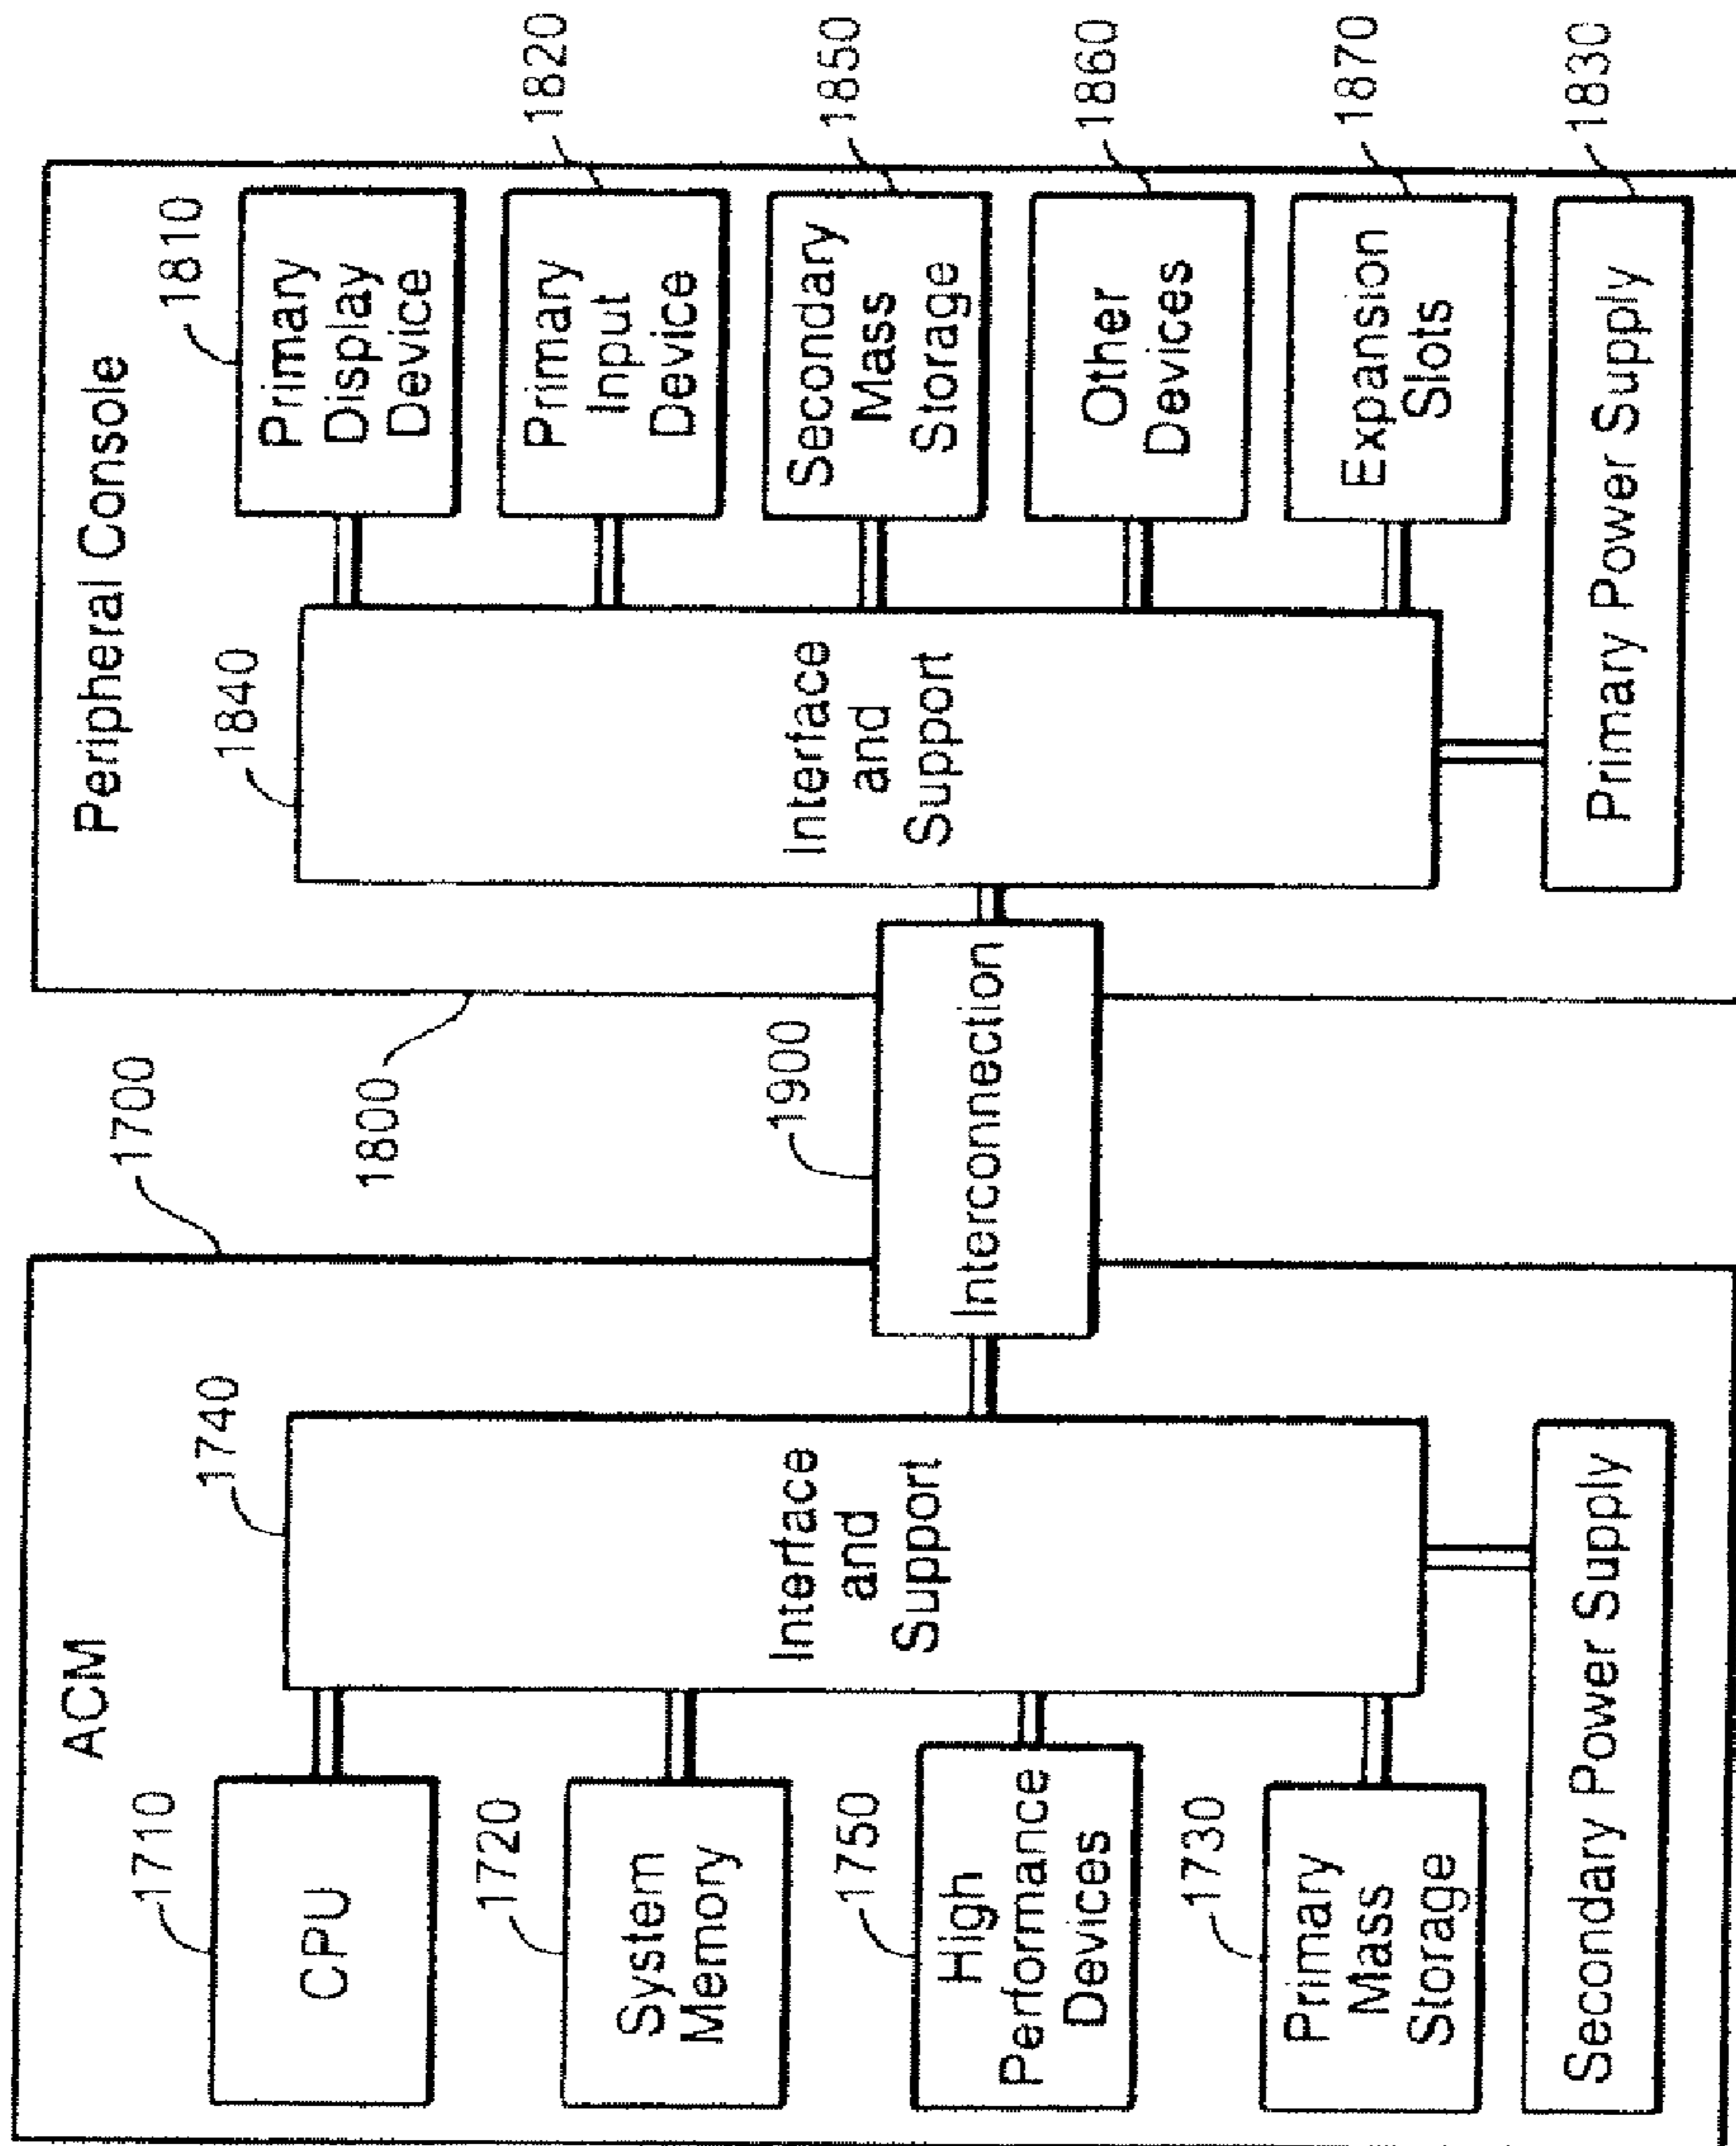 ACM
1700
1710
CPU
1720
System
Memory
1750
High
Performance
Devices
1730
Primary
Mass
Storage
1740
Interface
and
Support
Secondary Power Supply
1900
Interconnection
1800
Peripheral Console
1840
Interface
and
Support
1810
Primary
Display
Device
Primary
Input
Device
1820
Secondary
Mass
Storage
1850
Other
Devices
1860
Expansion
Slots
1870
Primary Power Supply
1830